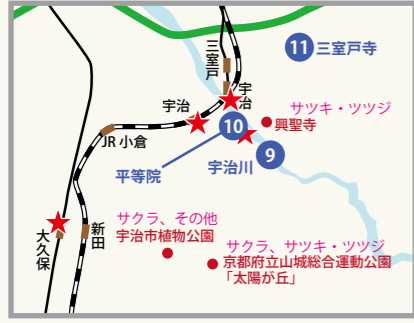 11 三室戸寺
三室戸
宇治
宇治
サツキ・ツツジ
興聖寺
10
JR 小倉
9
平等院
宇治川
サクラ、その他
宇治市植物公園
サクラ、サツキ・ツツジ
京都府立山城総合運動公園
「太陽が丘」
新田
大久保